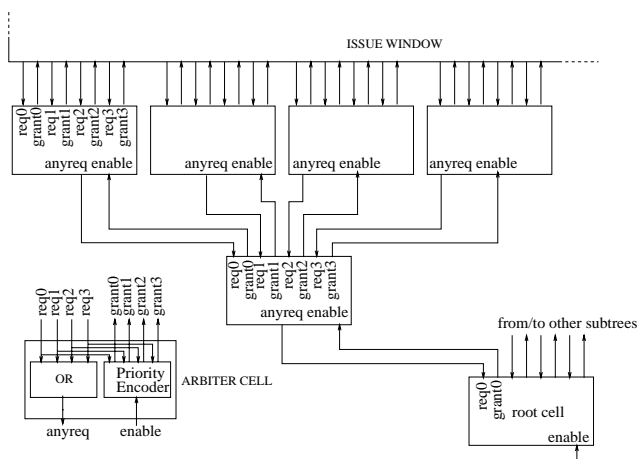 ISSUE WINDOW
req0 grant0 req1 grant1 req2 grant2 req3 grant3
anyreq enable
anyreq enable
anyreq enable
anyreq enable
req0 grant0 req1 grant1 req2 grant2 req3 grant3
anyreq enable
req0 req1 req2 req3 grant0 grant1 grant2 grant3
OR
Priority
Encoder
ARBITER CELL
anyreq
enable
from/to other subtrees
req0 grant0
root cell
enable